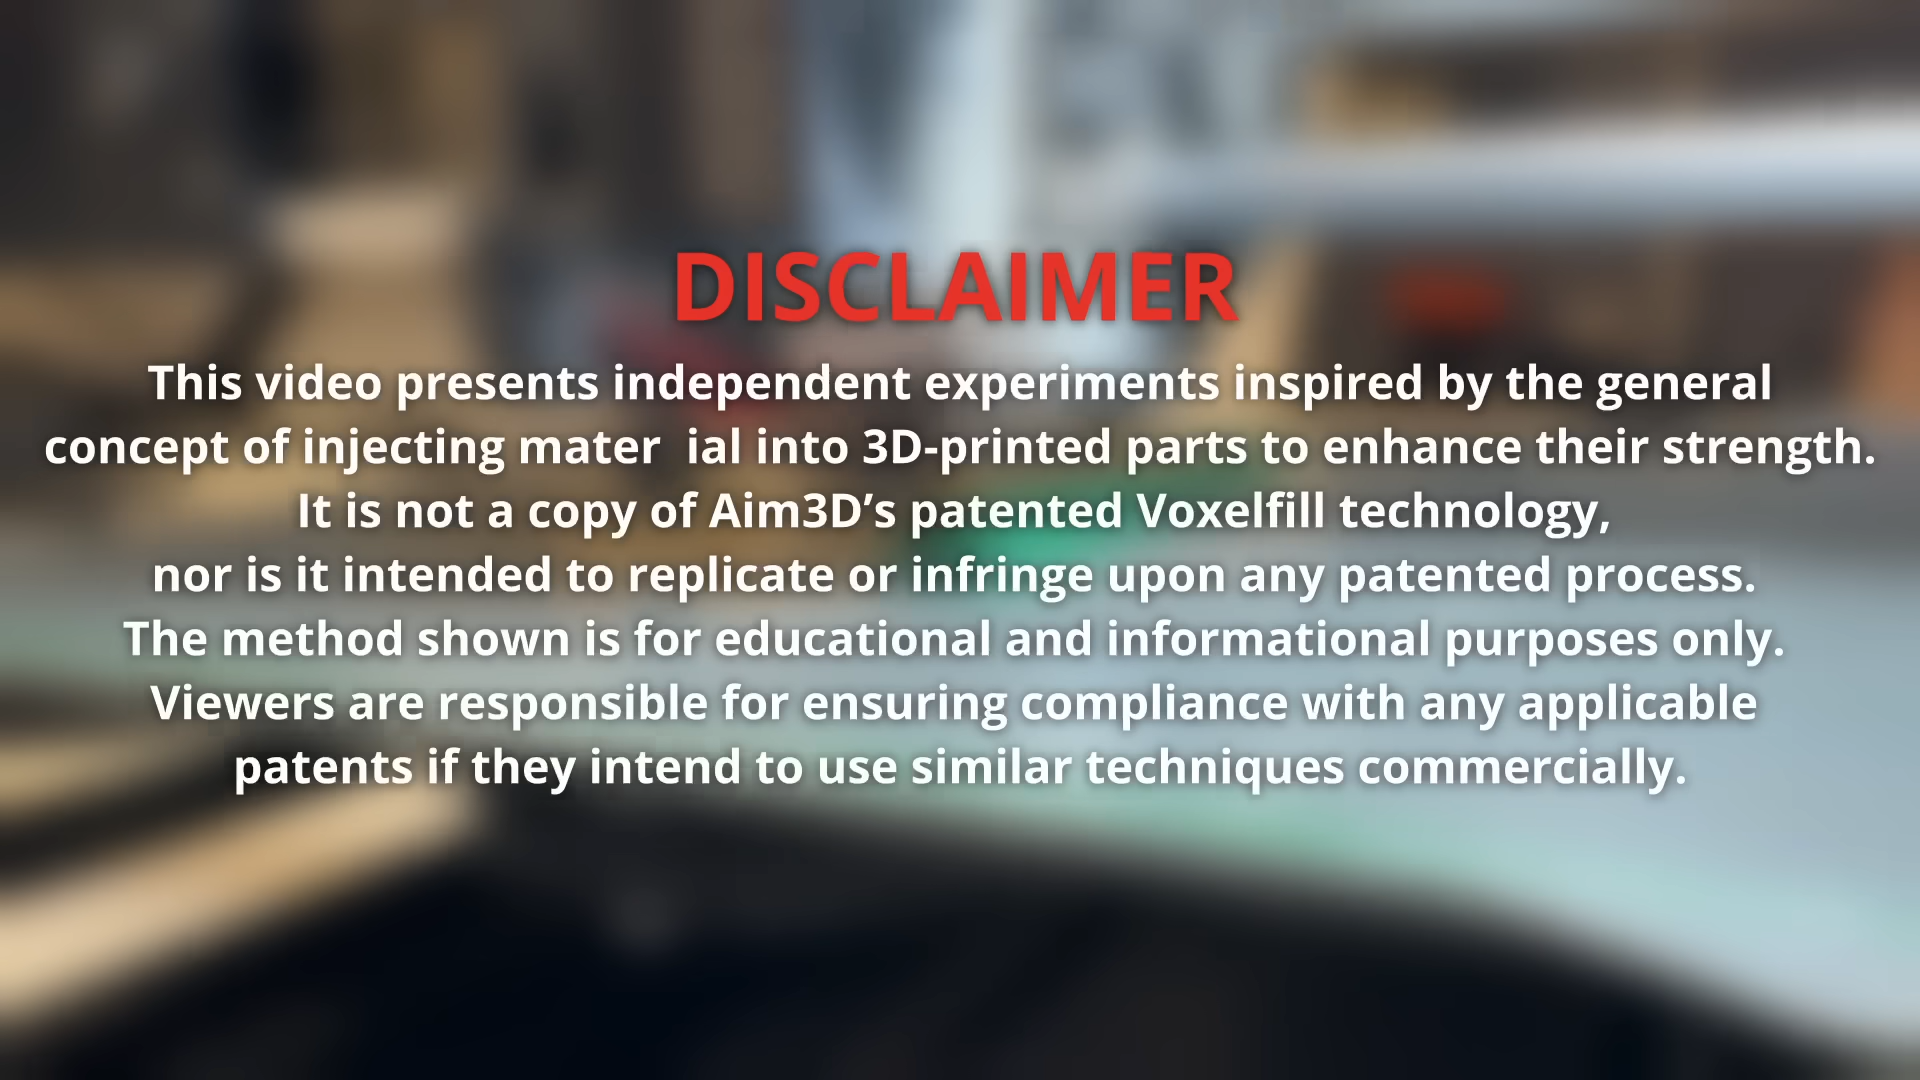 DISCLAIMER
This video presents independent experiments inspired by the general
concept of injecting mater  ial into 3D-printed parts to enhance their strength.
It is not a copy of Aim3D’s patented Voxelfill technology,
nor is it intended to replicate or infringe upon any patented process.
The method shown is for educational and informational purposes only.
Viewers are responsible for ensuring compliance with any applicable
patents if they intend to use similar techniques commercially.